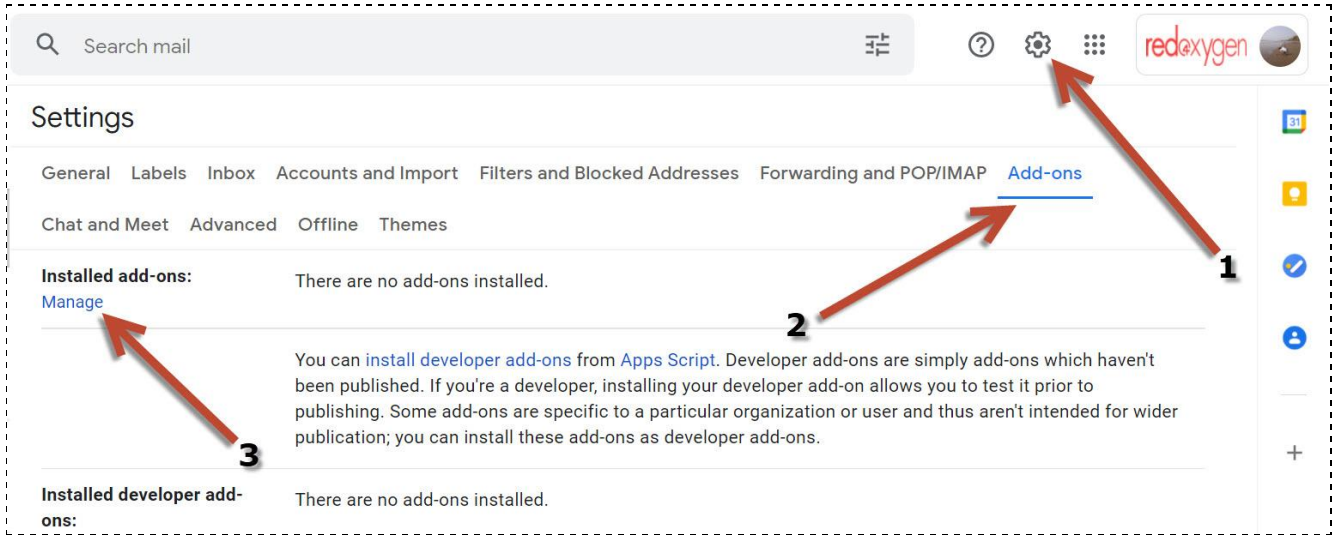 Search mail
redoxygen
1
Settings
31
General Labels Inbox Accounts and Import Filters and Blocked Addresses Forwarding and POP/IMAP Add-ons
Chat and Meet Advanced Offline Themes
2
Installed add-ons:
There are no add-ons installed.
Manage
3
You can install developer add-ons from Apps Script. Developer add-ons are simply add-ons which haven't
been published. If you're a developer, installing your developer add-on allows you to test it prior to
publishing. Some add-ons are specific to a particular organization or user and thus aren't intended for wider
publication; you can install these add-ons as developer add-ons.
Installed developer add-
ons:
There are no add-ons installed.